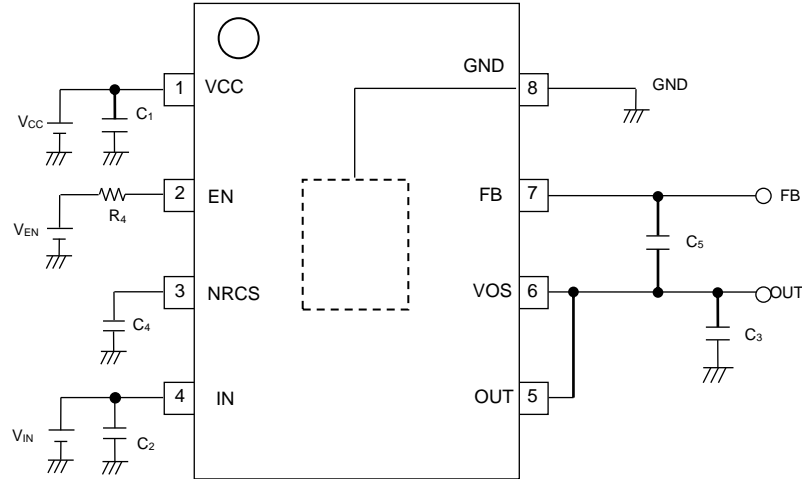 1
VCC
VCC
C1
2
EN
VEN
R4
3
NRCS
C4
4
IN
VIN
C2
GND
8
GND
FB
7
FB
C5
VOS
6
OUT
C3
OUT
5